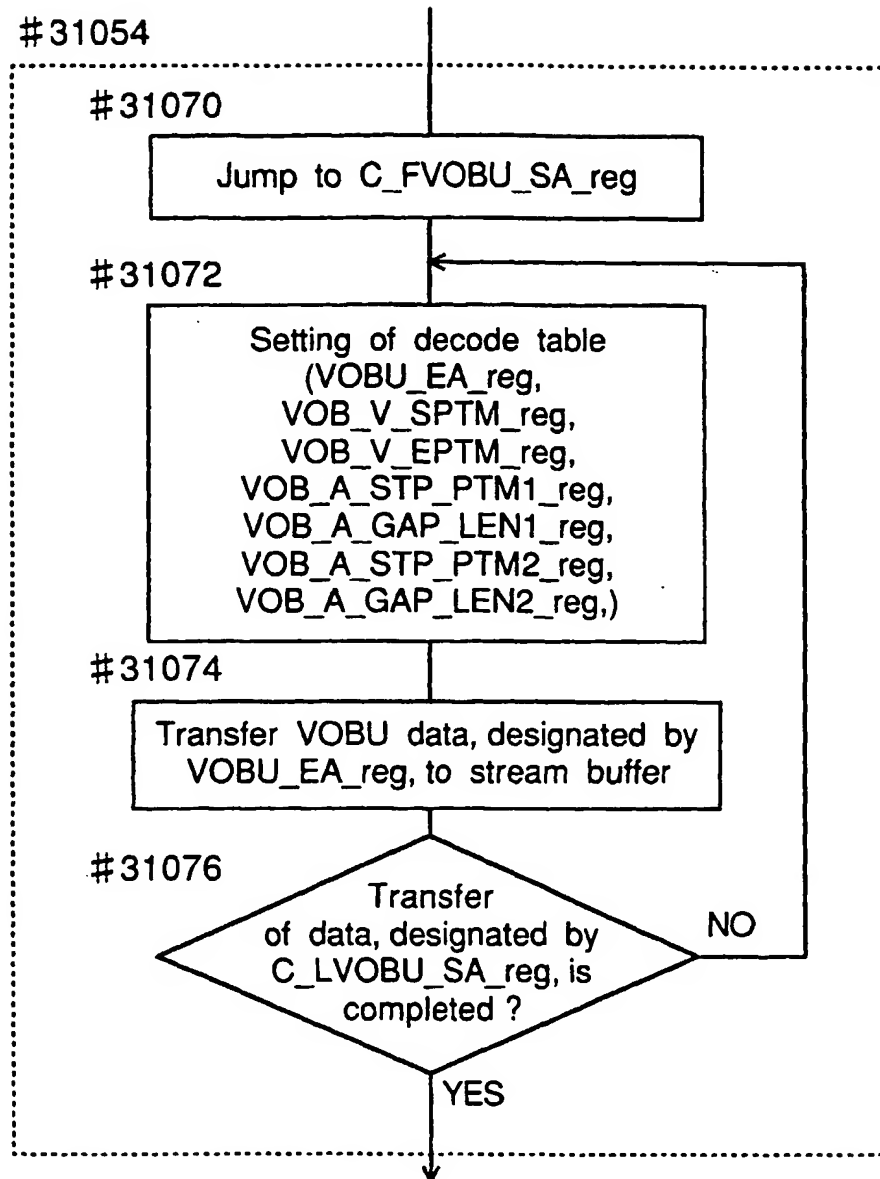 #31054
#31070
Jump to C_FVOBU_SA_reg
#31072
Setting of decode table
(VOBU_EA_reg,
VOB_V_SPTM_reg,
VOB_V_EPTM_reg,
VOB_A_STP_PTM1_reg,
VOB_A_GAP_LEN1_reg,
VOB_A_STP_PTM2_reg,
VOB_A_GAP_LEN2_reg,)
#31074
Transfer VOBU data, designated by
VOBU_EA_reg, to stream buffer
#31076
Transfer
of data, designated by
C_LVOBU_SA_reg, is
completed ?
NO
YES